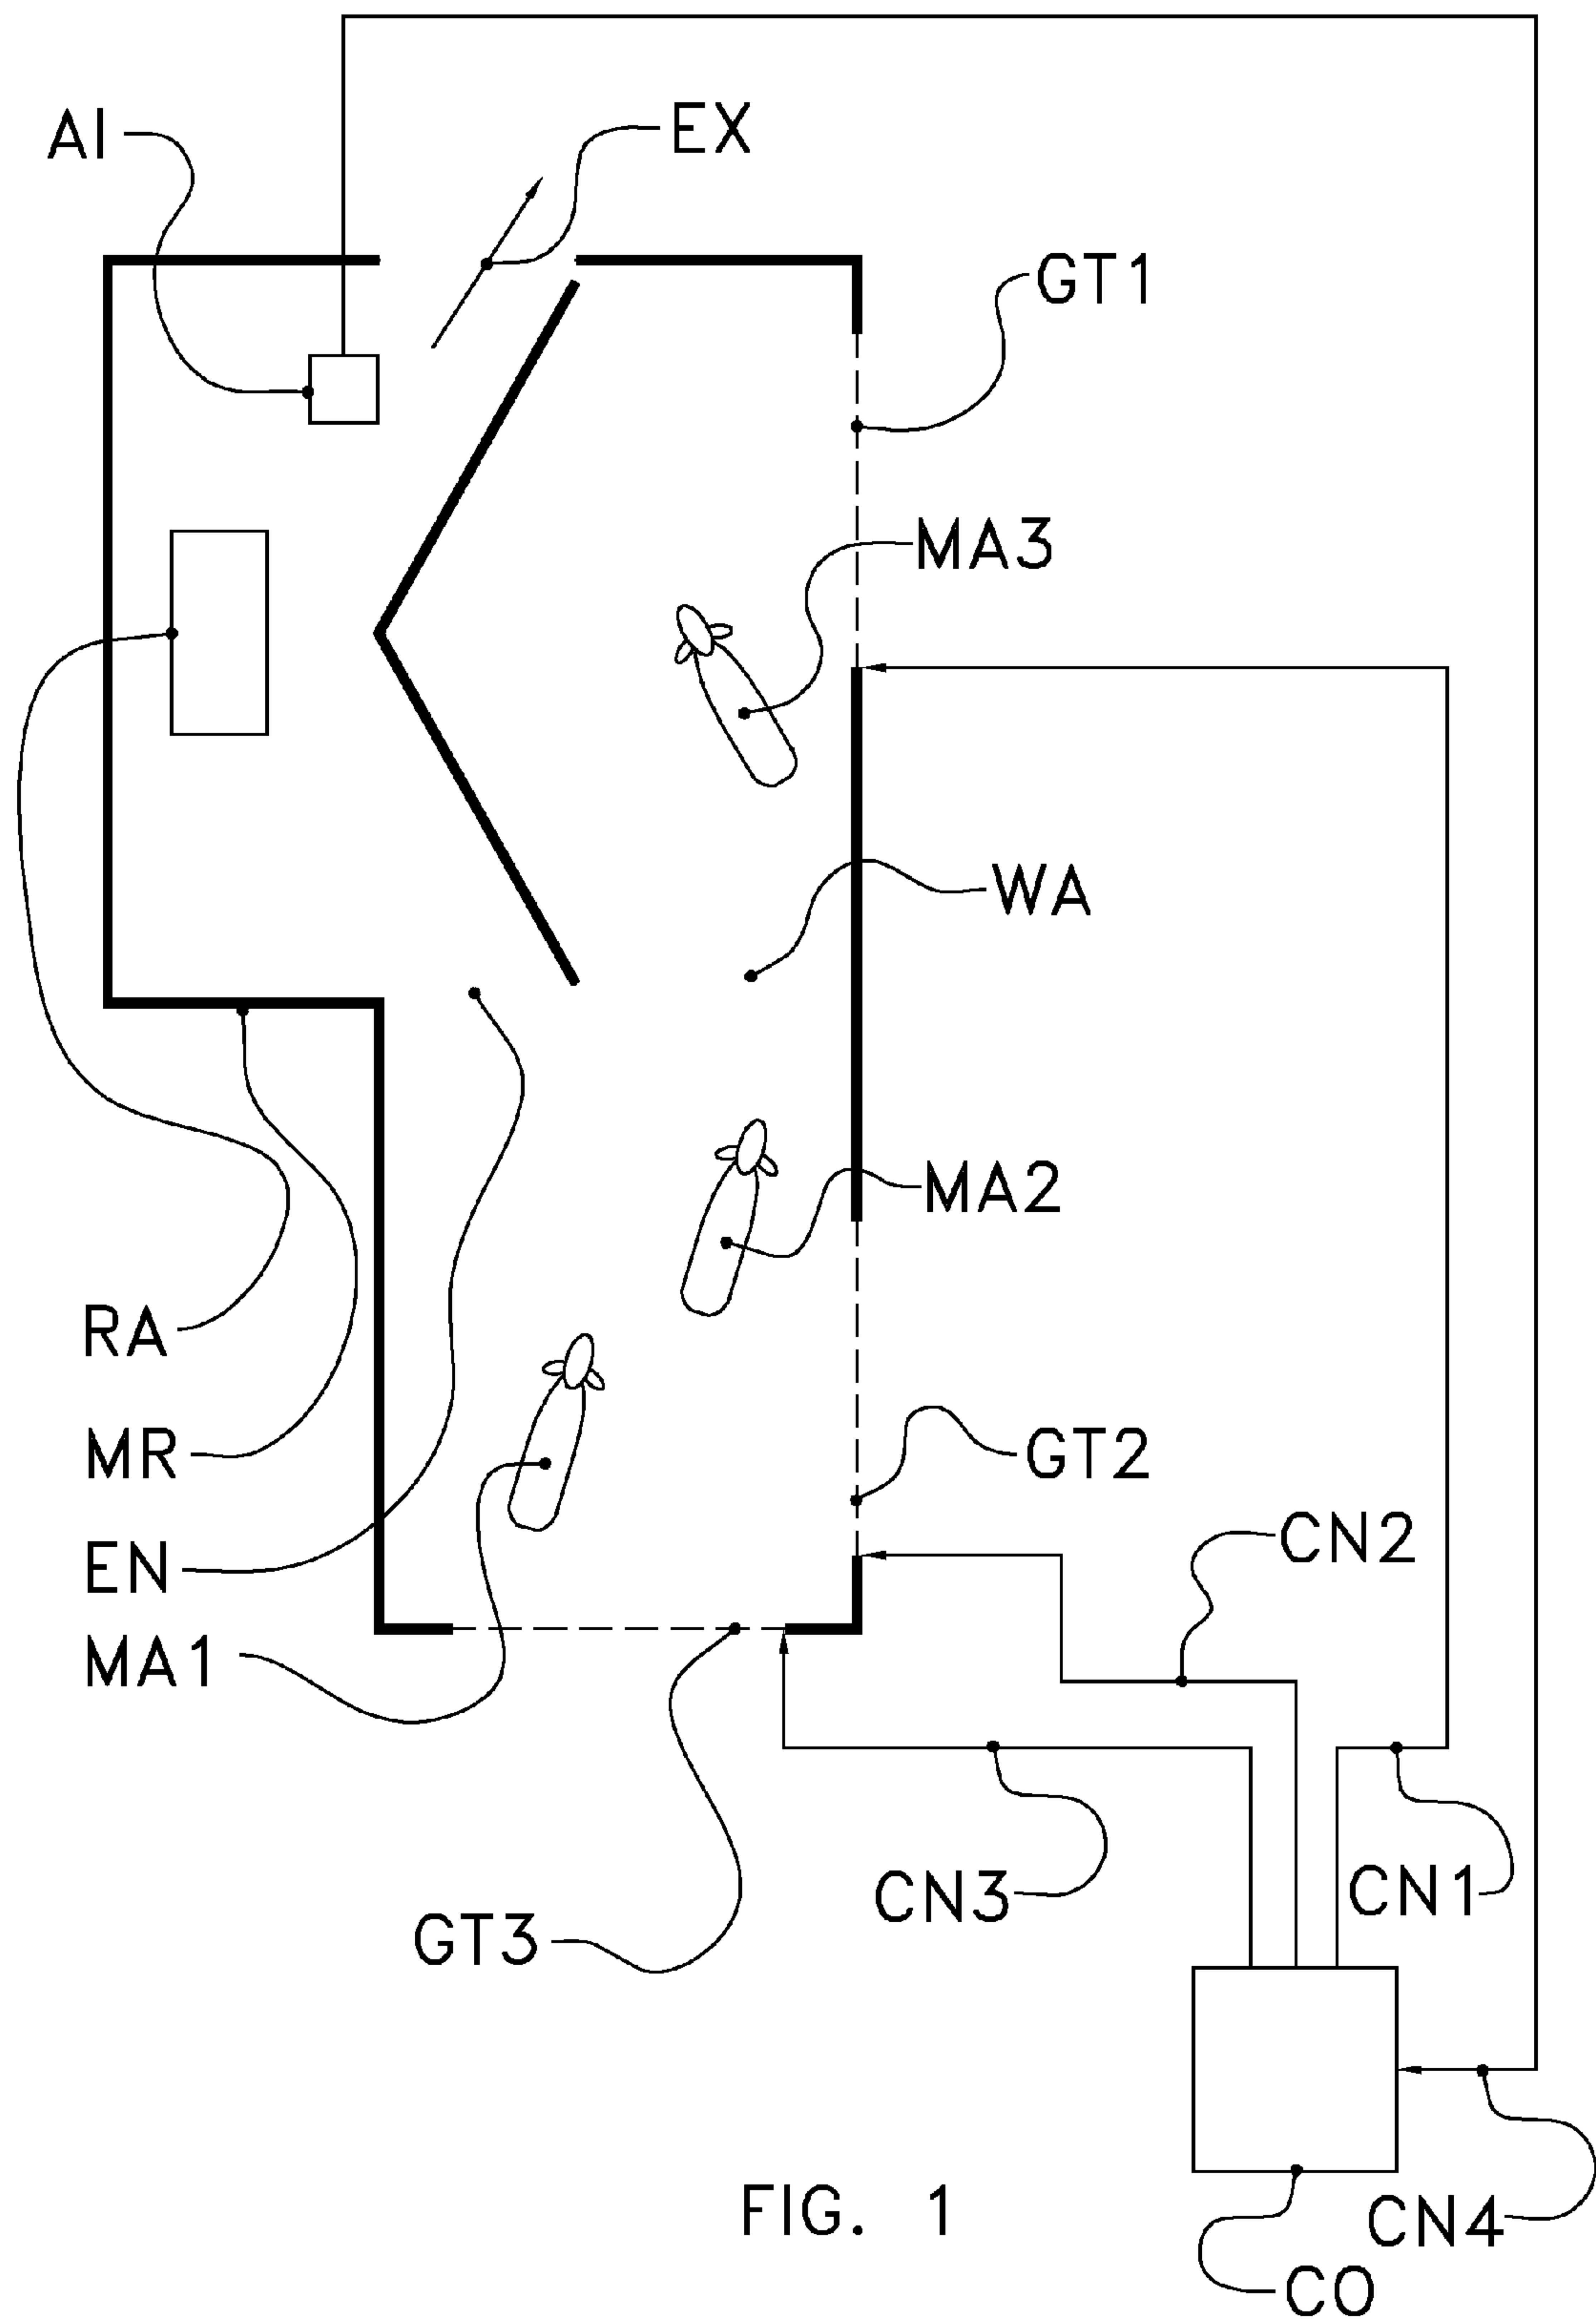 AI
EX
GT1
MA3
WA
MA2
RA
MR
GT2
CN2
EN
MA1
CN3
CN1
GT3
FIG. 1
CN4
CO